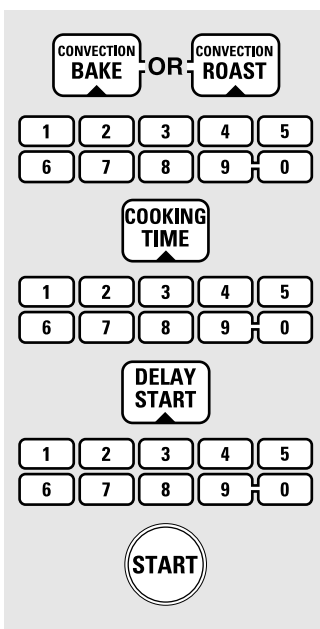 CONVECTION CONVECTION
BAKE OR ROAST
1 2 3 4 5
6 7 8 9 0
COOKING
TIME
1 2 3 4 5
6 7 8 9 0
DELAY
START
1 2 3 4 5
6 7 8 9 0
START